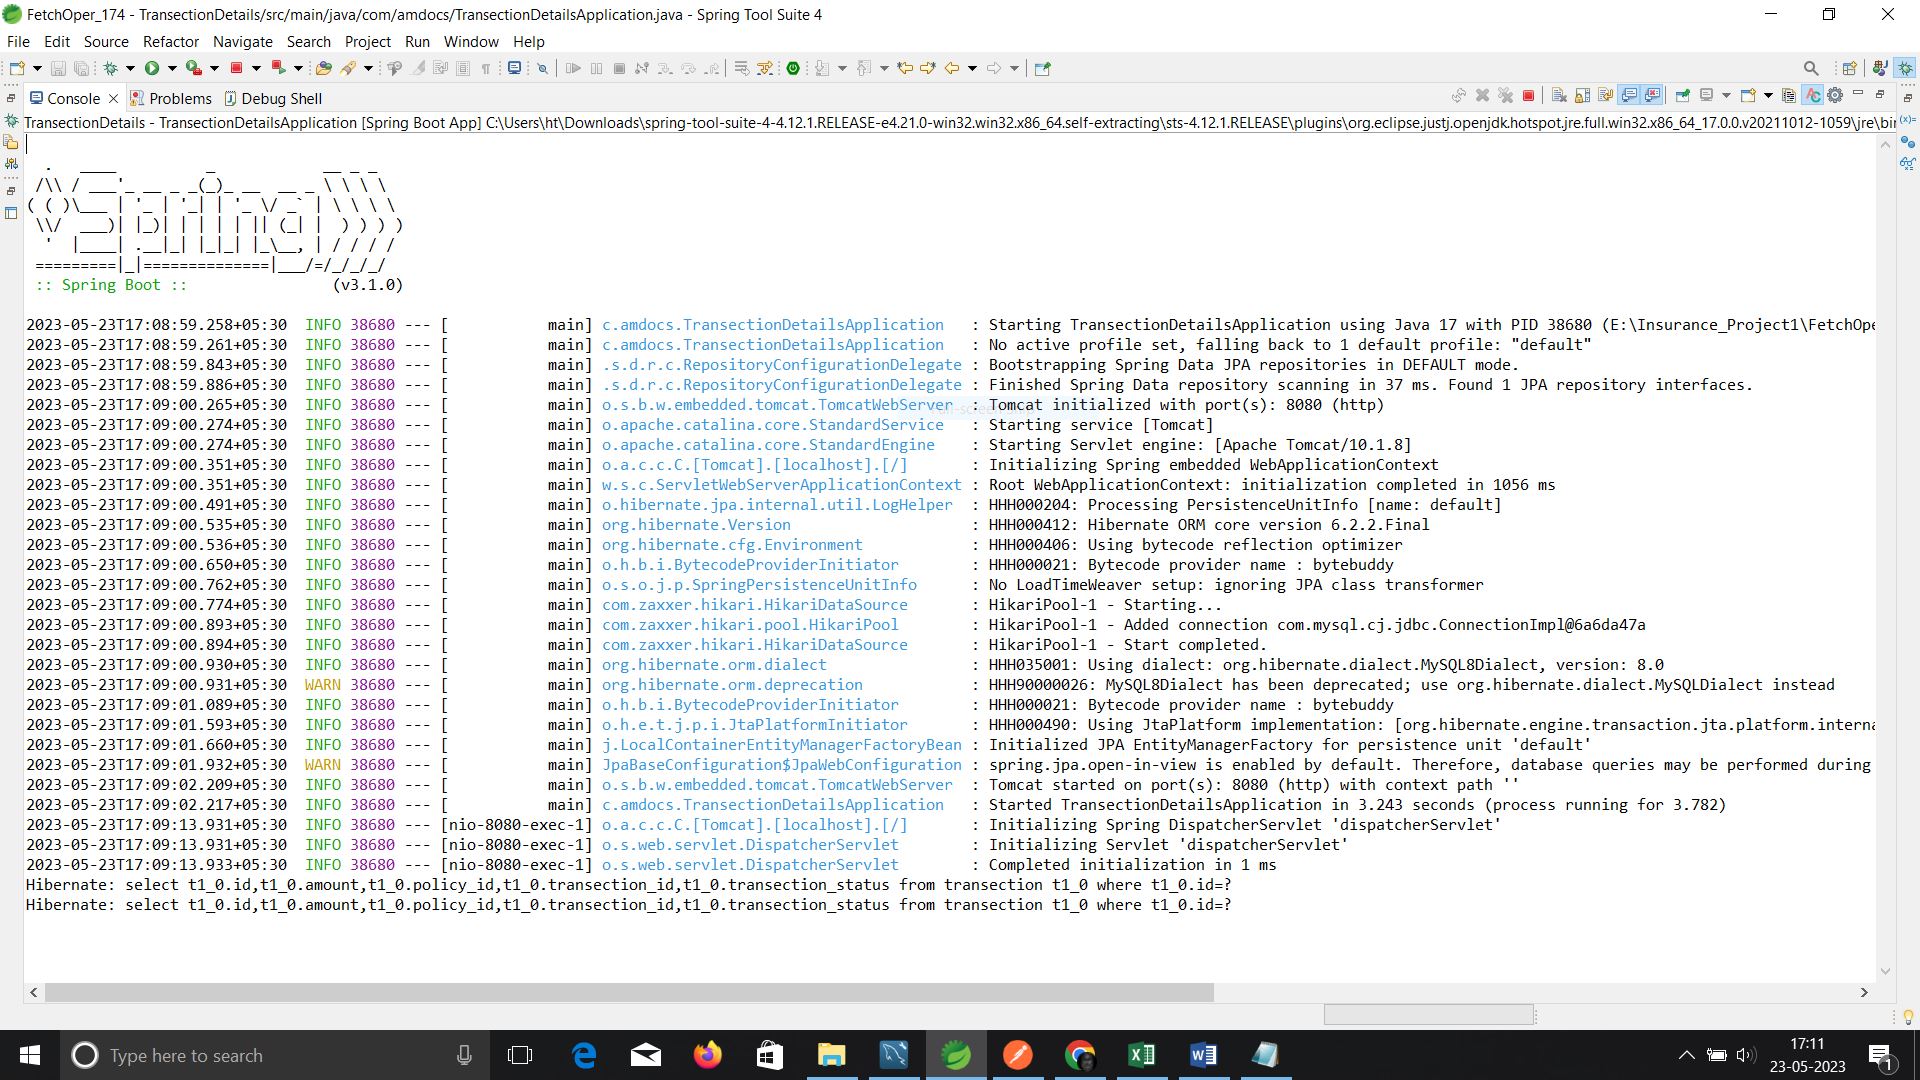 FetchOper_174 - TransectionDetails/src/main/java/com/amdocs/TransectionDetailsApplication.java - Spring Tool Suite 4
File Edit Source Refactor Navigate Search Project Run Window Help
Console Problems Debug Shell
TransectionDetails - TransectionDetailsApplication [Spring Boot App] C:\Users\ht\Downloads\spring-tool-suite-4-4.12.1.RELEASE-e4.21.0-win32.win32.x86_64.self-extracting\sts-4.12.1.RELEASE\plugins\org.eclipse.justj.openjdk.hotspot.jre.full.win32.x86_64_17.0.0.v20211012-1059\jre\bin
  .   ____          _            __ _ _
 /\\ / ___'_ __ _ _(_)_ __  __ _ \ \ \ \
( ( )\___ | '_ | '_| | '_ \/ _` | \ \ \ \
 \\/  ___)| |_)| | | | | || (_| |  ) ) ) )
  '  |____| .__|_| |_|_| |_\__, | / / / /
 =========|_|==============|___/=/_/_/_/
 :: Spring Boot ::                (v3.1.0)
2023-05-23T17:08:59.258+05:30  INFO 38680 --- [           main] c.amdocs.TransectionDetailsApplication   : Starting TransectionDetailsApplication using Java 17 with PID 38680 (E:\Insurance_Project1\FetchOpe
2023-05-23T17:08:59.261+05:30  INFO 38680 --- [           main] c.amdocs.TransectionDetailsApplication   : No active profile set, falling back to 1 default profile: "default"
2023-05-23T17:08:59.843+05:30  INFO 38680 --- [           main] .s.d.r.c.RepositoryConfigurationDelegate : Bootstrapping Spring Data JPA repositories in DEFAULT mode.
2023-05-23T17:08:59.886+05:30  INFO 38680 --- [           main] .s.d.r.c.RepositoryConfigurationDelegate : Finished Spring Data repository scanning in 37 ms. Found 1 JPA repository interfaces.
2023-05-23T17:09:00.265+05:30  INFO 38680 --- [           main] o.s.b.w.embedded.tomcat.TomcatWebServer  : Tomcat initialized with port(s): 8080 (http)
2023-05-23T17:09:00.274+05:30  INFO 38680 --- [           main] o.apache.catalina.core.StandardService   : Starting service [Tomcat]
2023-05-23T17:09:00.274+05:30  INFO 38680 --- [           main] o.apache.catalina.core.StandardEngine    : Starting Servlet engine: [Apache Tomcat/10.1.8]
2023-05-23T17:09:00.351+05:30  INFO 38680 --- [           main] o.a.c.c.C.[Tomcat].[localhost].[/]       : Initializing Spring embedded WebApplicationContext
2023-05-23T17:09:00.351+05:30  INFO 38680 --- [           main] w.s.c.ServletWebServerApplicationContext : Root WebApplicationContext: initialization completed in 1056 ms
2023-05-23T17:09:00.491+05:30  INFO 38680 --- [           main] o.hibernate.jpa.internal.util.LogHelper  : HHH000204: Processing PersistenceUnitInfo [name: default]
2023-05-23T17:09:00.535+05:30  INFO 38680 --- [           main] org.hibernate.Version                    : HHH000412: Hibernate ORM core version 6.2.2.Final
2023-05-23T17:09:00.536+05:30  INFO 38680 --- [           main] org.hibernate.cfg.Environment            : HHH000406: Using bytecode reflection optimizer
2023-05-23T17:09:00.650+05:30  INFO 38680 --- [           main] o.h.b.i.BytecodeProviderInitiator        : HHH000021: Bytecode provider name : bytebuddy
2023-05-23T17:09:00.762+05:30  INFO 38680 --- [           main] o.s.o.j.p.SpringPersistenceUnitInfo      : No LoadTimeWeaver setup: ignoring JPA class transformer
2023-05-23T17:09:00.774+05:30  INFO 38680 --- [           main] com.zaxxer.hikari.HikariDataSource       : HikariPool-1 - Starting...
2023-05-23T17:09:00.893+05:30  INFO 38680 --- [           main] com.zaxxer.hikari.pool.HikariPool        : HikariPool-1 - Added connection com.mysql.cj.jdbc.ConnectionImpl@6a6da47a
2023-05-23T17:09:00.894+05:30  INFO 38680 --- [           main] com.zaxxer.hikari.HikariDataSource       : HikariPool-1 - Start completed.
2023-05-23T17:09:00.930+05:30  INFO 38680 --- [           main] org.hibernate.orm.dialect                : HHH035001: Using dialect: org.hibernate.dialect.MySQL8Dialect, version: 8.0
2023-05-23T17:09:00.931+05:30  WARN 38680 --- [           main] org.hibernate.orm.deprecation            : HHH90000026: MySQL8Dialect has been deprecated; use org.hibernate.dialect.MySQLDialect instead
2023-05-23T17:09:01.089+05:30  INFO 38680 --- [           main] o.h.b.i.BytecodeProviderInitiator        : HHH000021: Bytecode provider name : bytebuddy
2023-05-23T17:09:01.593+05:30  INFO 38680 --- [           main] o.h.e.t.j.p.i.JtaPlatformInitiator       : HHH000490: Using JtaPlatform implementation: [org.hibernate.engine.transaction.jta.platform.interna
2023-05-23T17:09:01.660+05:30  INFO 38680 --- [           main] j.LocalContainerEntityManagerFactoryBean : Initialized JPA EntityManagerFactory for persistence unit 'default'
2023-05-23T17:09:01.932+05:30  WARN 38680 --- [           main] JpaBaseConfiguration$JpaWebConfiguration : spring.jpa.open-in-view is enabled by default. Therefore, database queries may be performed during
2023-05-23T17:09:02.209+05:30  INFO 38680 --- [           main] o.s.b.w.embedded.tomcat.TomcatWebServer  : Tomcat started on port(s): 8080 (http) with context path ''
2023-05-23T17:09:02.217+05:30  INFO 38680 --- [           main] c.amdocs.TransectionDetailsApplication   : Started TransectionDetailsApplication in 3.243 seconds (process running for 3.782)
2023-05-23T17:09:13.931+05:30  INFO 38680 --- [nio-8080-exec-1] o.a.c.c.C.[Tomcat].[localhost].[/]       : Initializing Spring DispatcherServlet 'dispatcherServlet'
2023-05-23T17:09:13.931+05:30  INFO 38680 --- [nio-8080-exec-1] o.s.web.servlet.DispatcherServlet        : Initializing Servlet 'dispatcherServlet'
2023-05-23T17:09:13.933+05:30  INFO 38680 --- [nio-8080-exec-1] o.s.web.servlet.DispatcherServlet        : Completed initialization in 1 ms
Hibernate: select t1_0.id,t1_0.amount,t1_0.policy_id,t1_0.transection_id,t1_0.transection_status from transection t1_0 where t1_0.id=?
Hibernate: select t1_0.id,t1_0.amount,t1_0.policy_id,t1_0.transection_id,t1_0.transection_status from transection t1_0 where t1_0.id=?
Type here to search
17:11
23-05-2023
1